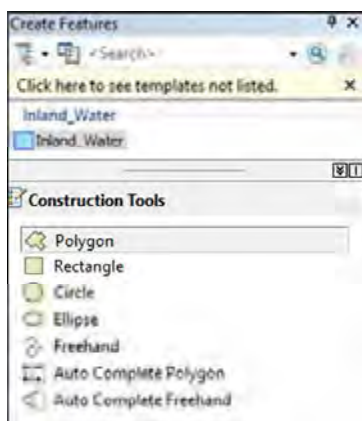 Create Features
<Search>
Click here to see templates not listed.
Inland_Water
Inland_Water
Construction Tools
Polygon
Rectangle
Circle
Ellipse
Freehand
Auto Complete Polygon
Auto Complete Freehand